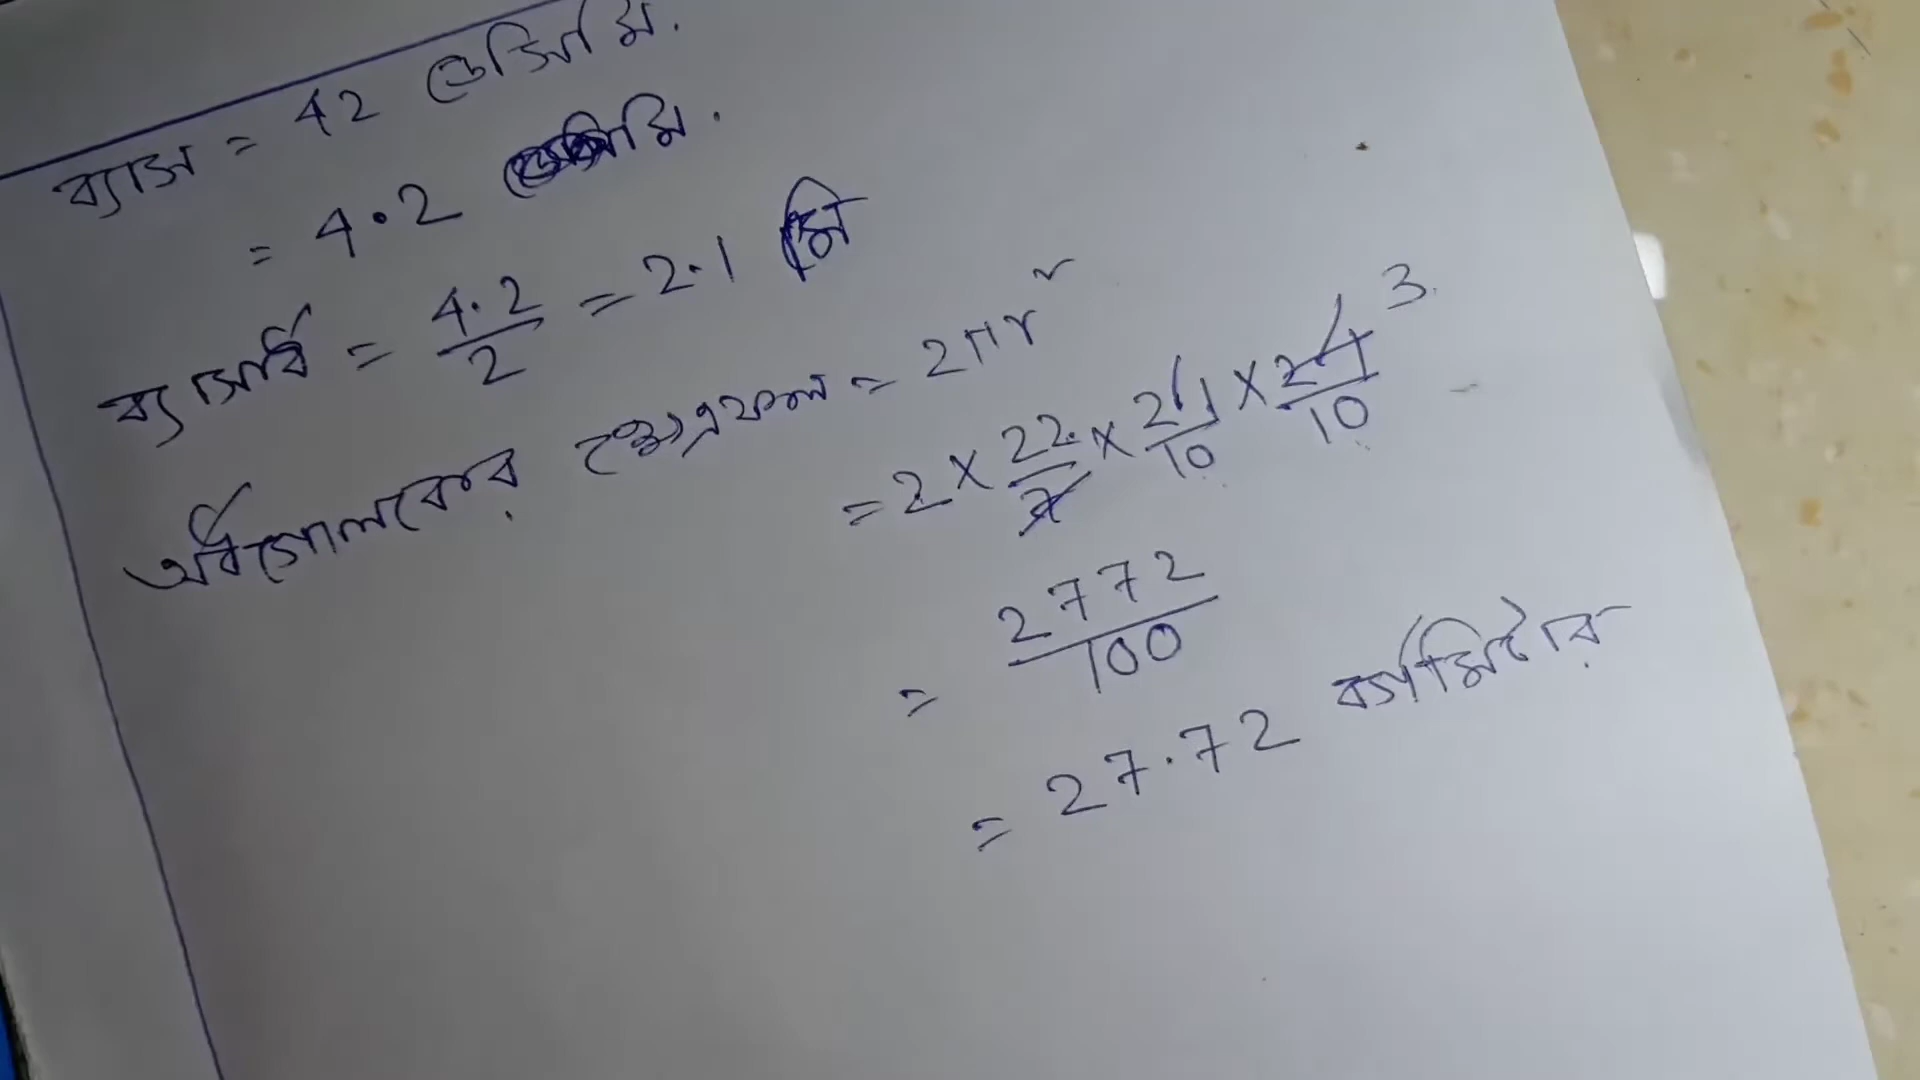 ব্যাস = 42 ডেসিমি.
= 4.2 মি.
ব্যাসার্ধ = 4.2/2 = 2.1 মি
অর্ধগোলকের ক্ষেত্রফল = 2πr²
= 2 × 22/7 × 21/10 × 21/10 3
= 2772/100
= 27.72 বর্গমিটার